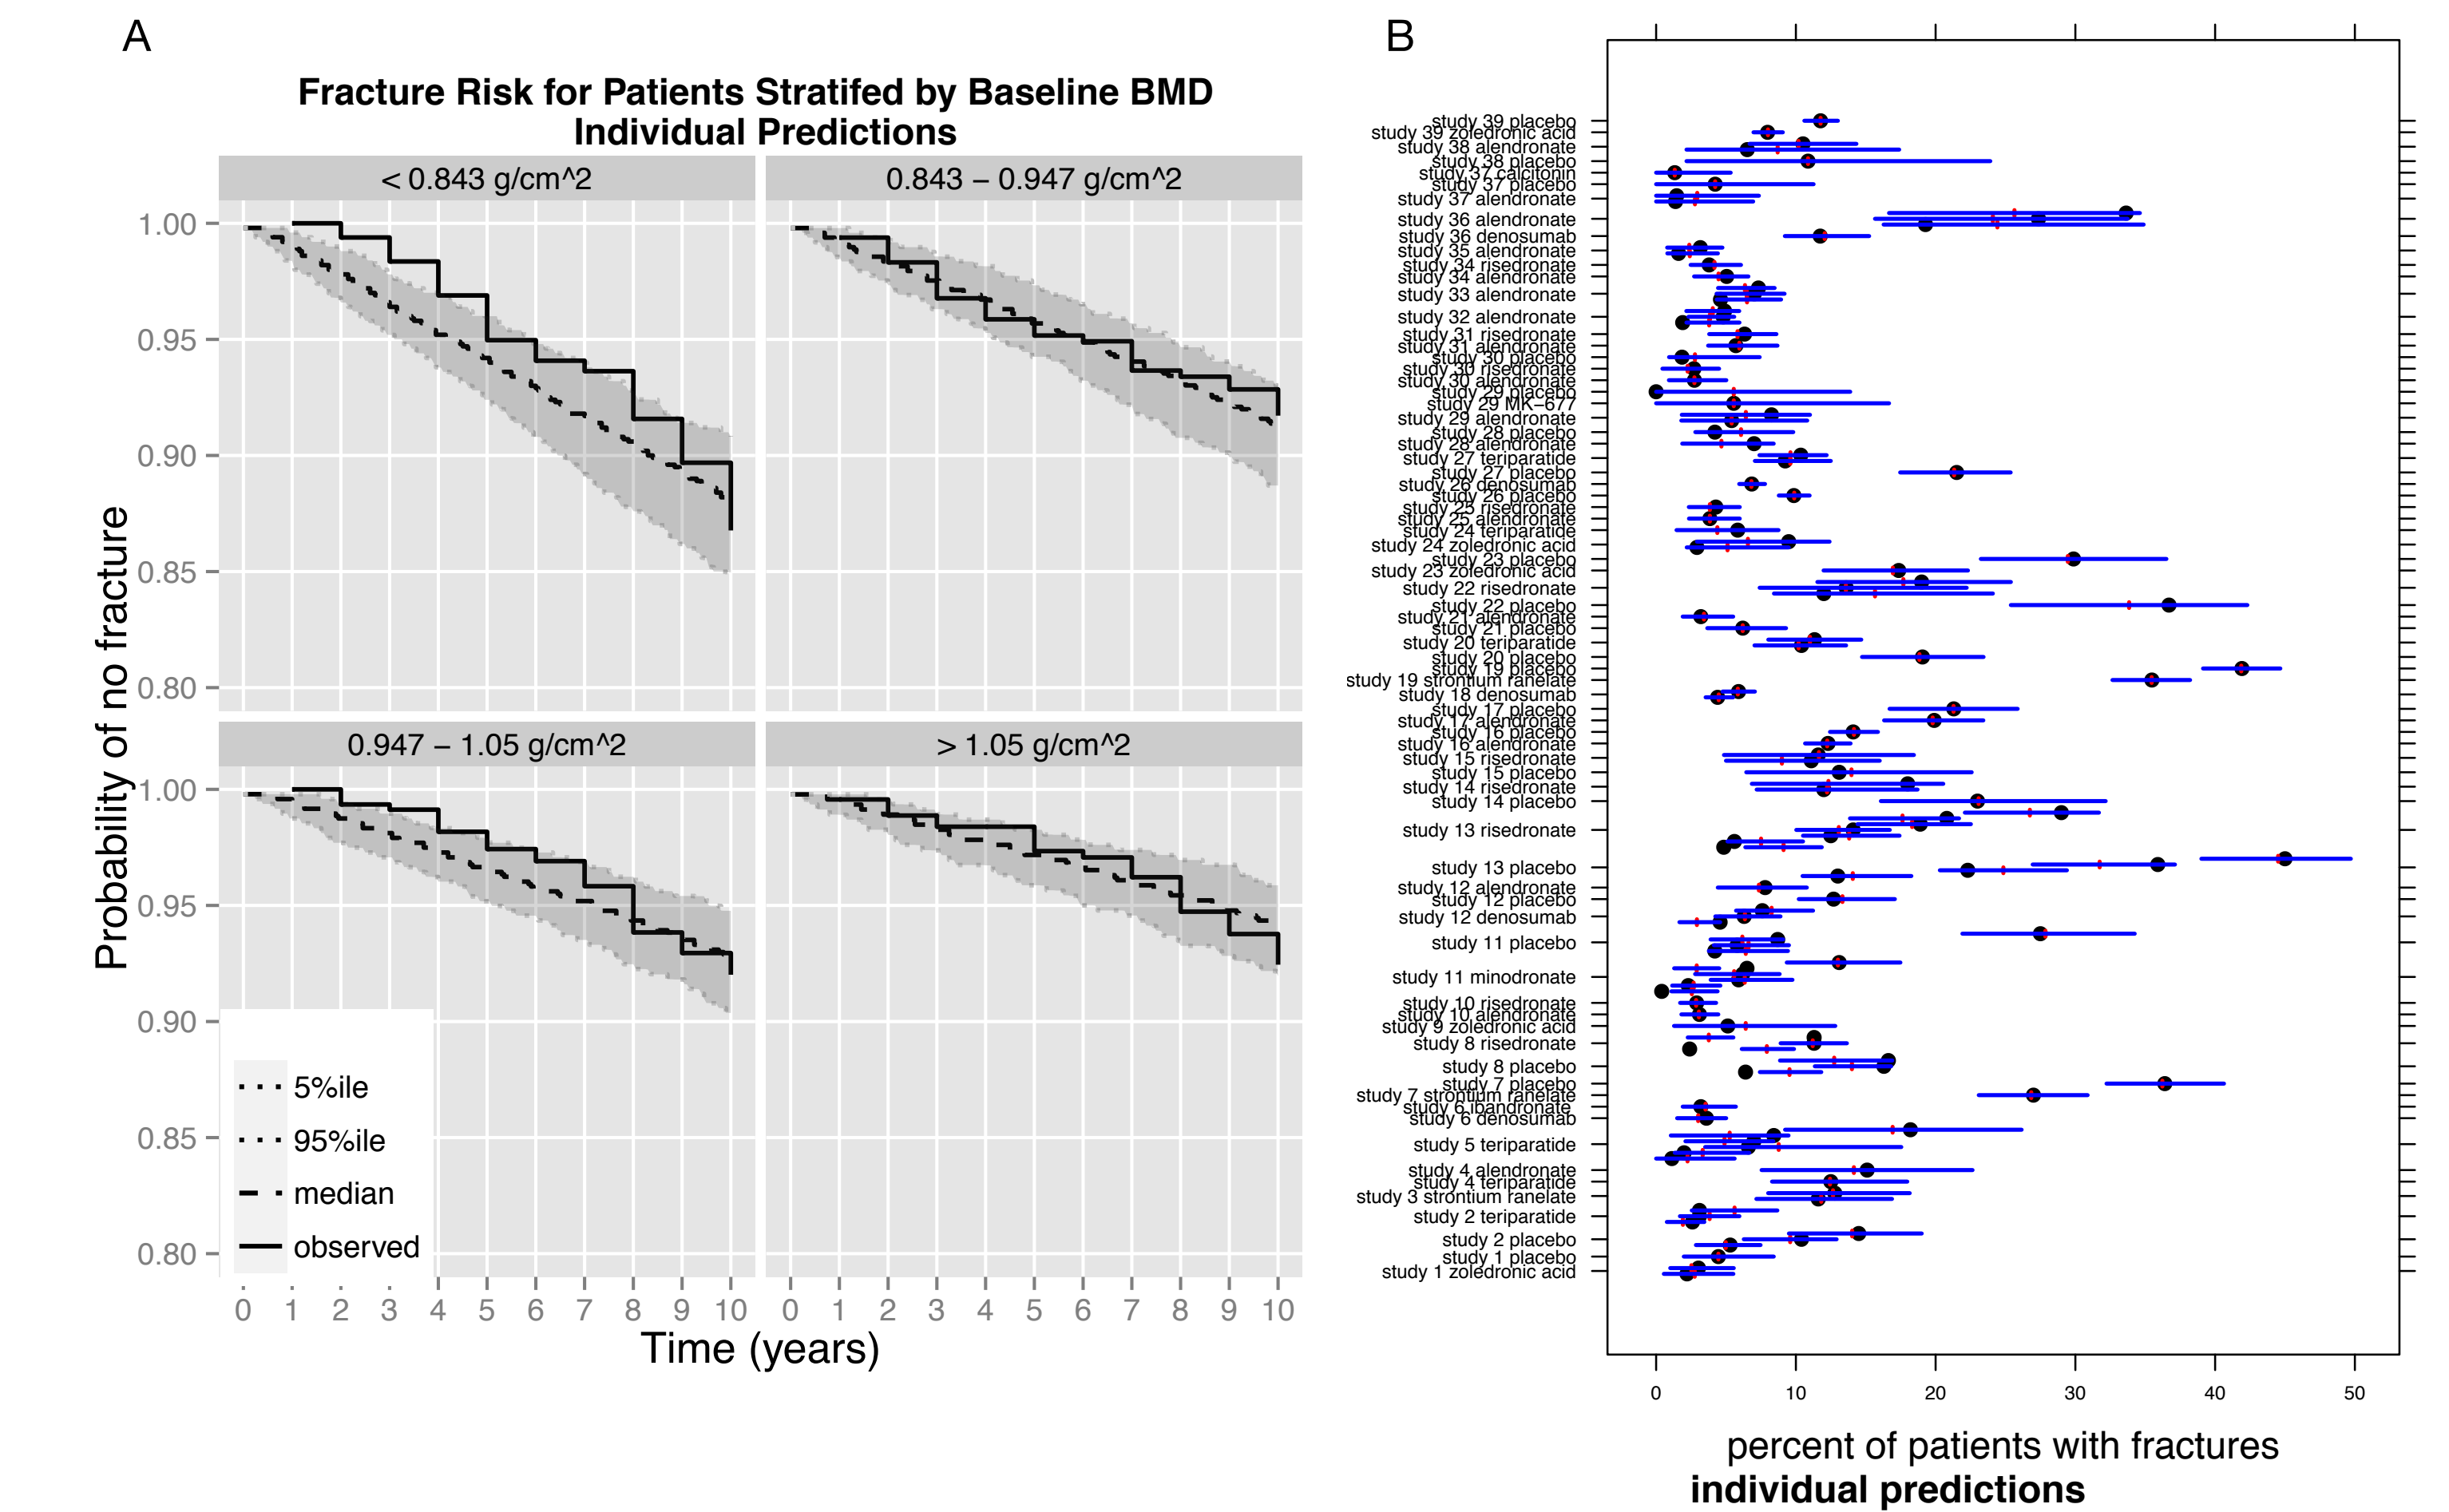 A
Fracture Risk for Patients Stratifed by Baseline BMD
Individual Predictions
< 0.843 g/cm^2
0.843 − 0.947 g/cm^2
1.00
0.95
0.90
0.85
0.80
0.947 − 1.05 g/cm^2
> 1.05 g/cm^2
1.00
0.95
0.90
0.85
0.80
Probability of no fracture
5%ile
95%ile
median
observed
0 1 2 3 4 5 6 7 8 9 10
0 1 2 3 4 5 6 7 8 9 10
Time (years)
B
study 39 placebo
study 39 zoledronic acid
study 38 alendronate
study 38 placebo
study 37 calcitonin
study 37 placebo
study 37 alendronate
study 36 alendronate
study 36 denosumab
study 35 alendronate
study 34 risedronate
study 34 alendronate
study 33 alendronate
study 32 alendronate
study 31 risedronate
study 31 alendronate
study 30 placebo
study 30 risedronate
study 30 alendronate
study 29 placebo
study 29 MK−677
study 29 alendronate
study 28 placebo
study 28 alendronate
study 27 teriparatide
study 27 placebo
study 26 denosumab
study 26 placebo
study 25 risedronate
study 25 alendronate
study 24 teriparatide
study 24 zoledronic acid
study 23 placebo
study 23 zoledronic acid
study 22 risedronate
study 22 placebo
study 21 alendronate
study 21 placebo
study 20 teriparatide
study 20 placebo
study 19 placebo
study 19 strontium ranelate
study 18 denosumab
study 17 placebo
study 17 alendronate
study 16 placebo
study 16 alendronate
study 15 risedronate
study 15 placebo
study 14 risedronate
study 14 placebo
study 13 risedronate
study 13 placebo
study 12 alendronate
study 12 placebo
study 12 denosumab
study 11 placebo
study 11 minodronate
study 10 risedronate
study 10 alendronate
study 9 zoledronic acid
study 8 risedronate
study 8 placebo
study 7 placebo
study 7 strontium ranelate
study 6 ibandronate
study 6 denosumab
study 5 teriparatide
study 4 alendronate
study 4 teriparatide
study 3 strontium ranelate
study 2 teriparatide
study 2 placebo
study 1 placebo
study 1 zoledronic acid
0 10 20 30 40 50
percent of patients with fractures
individual predictions